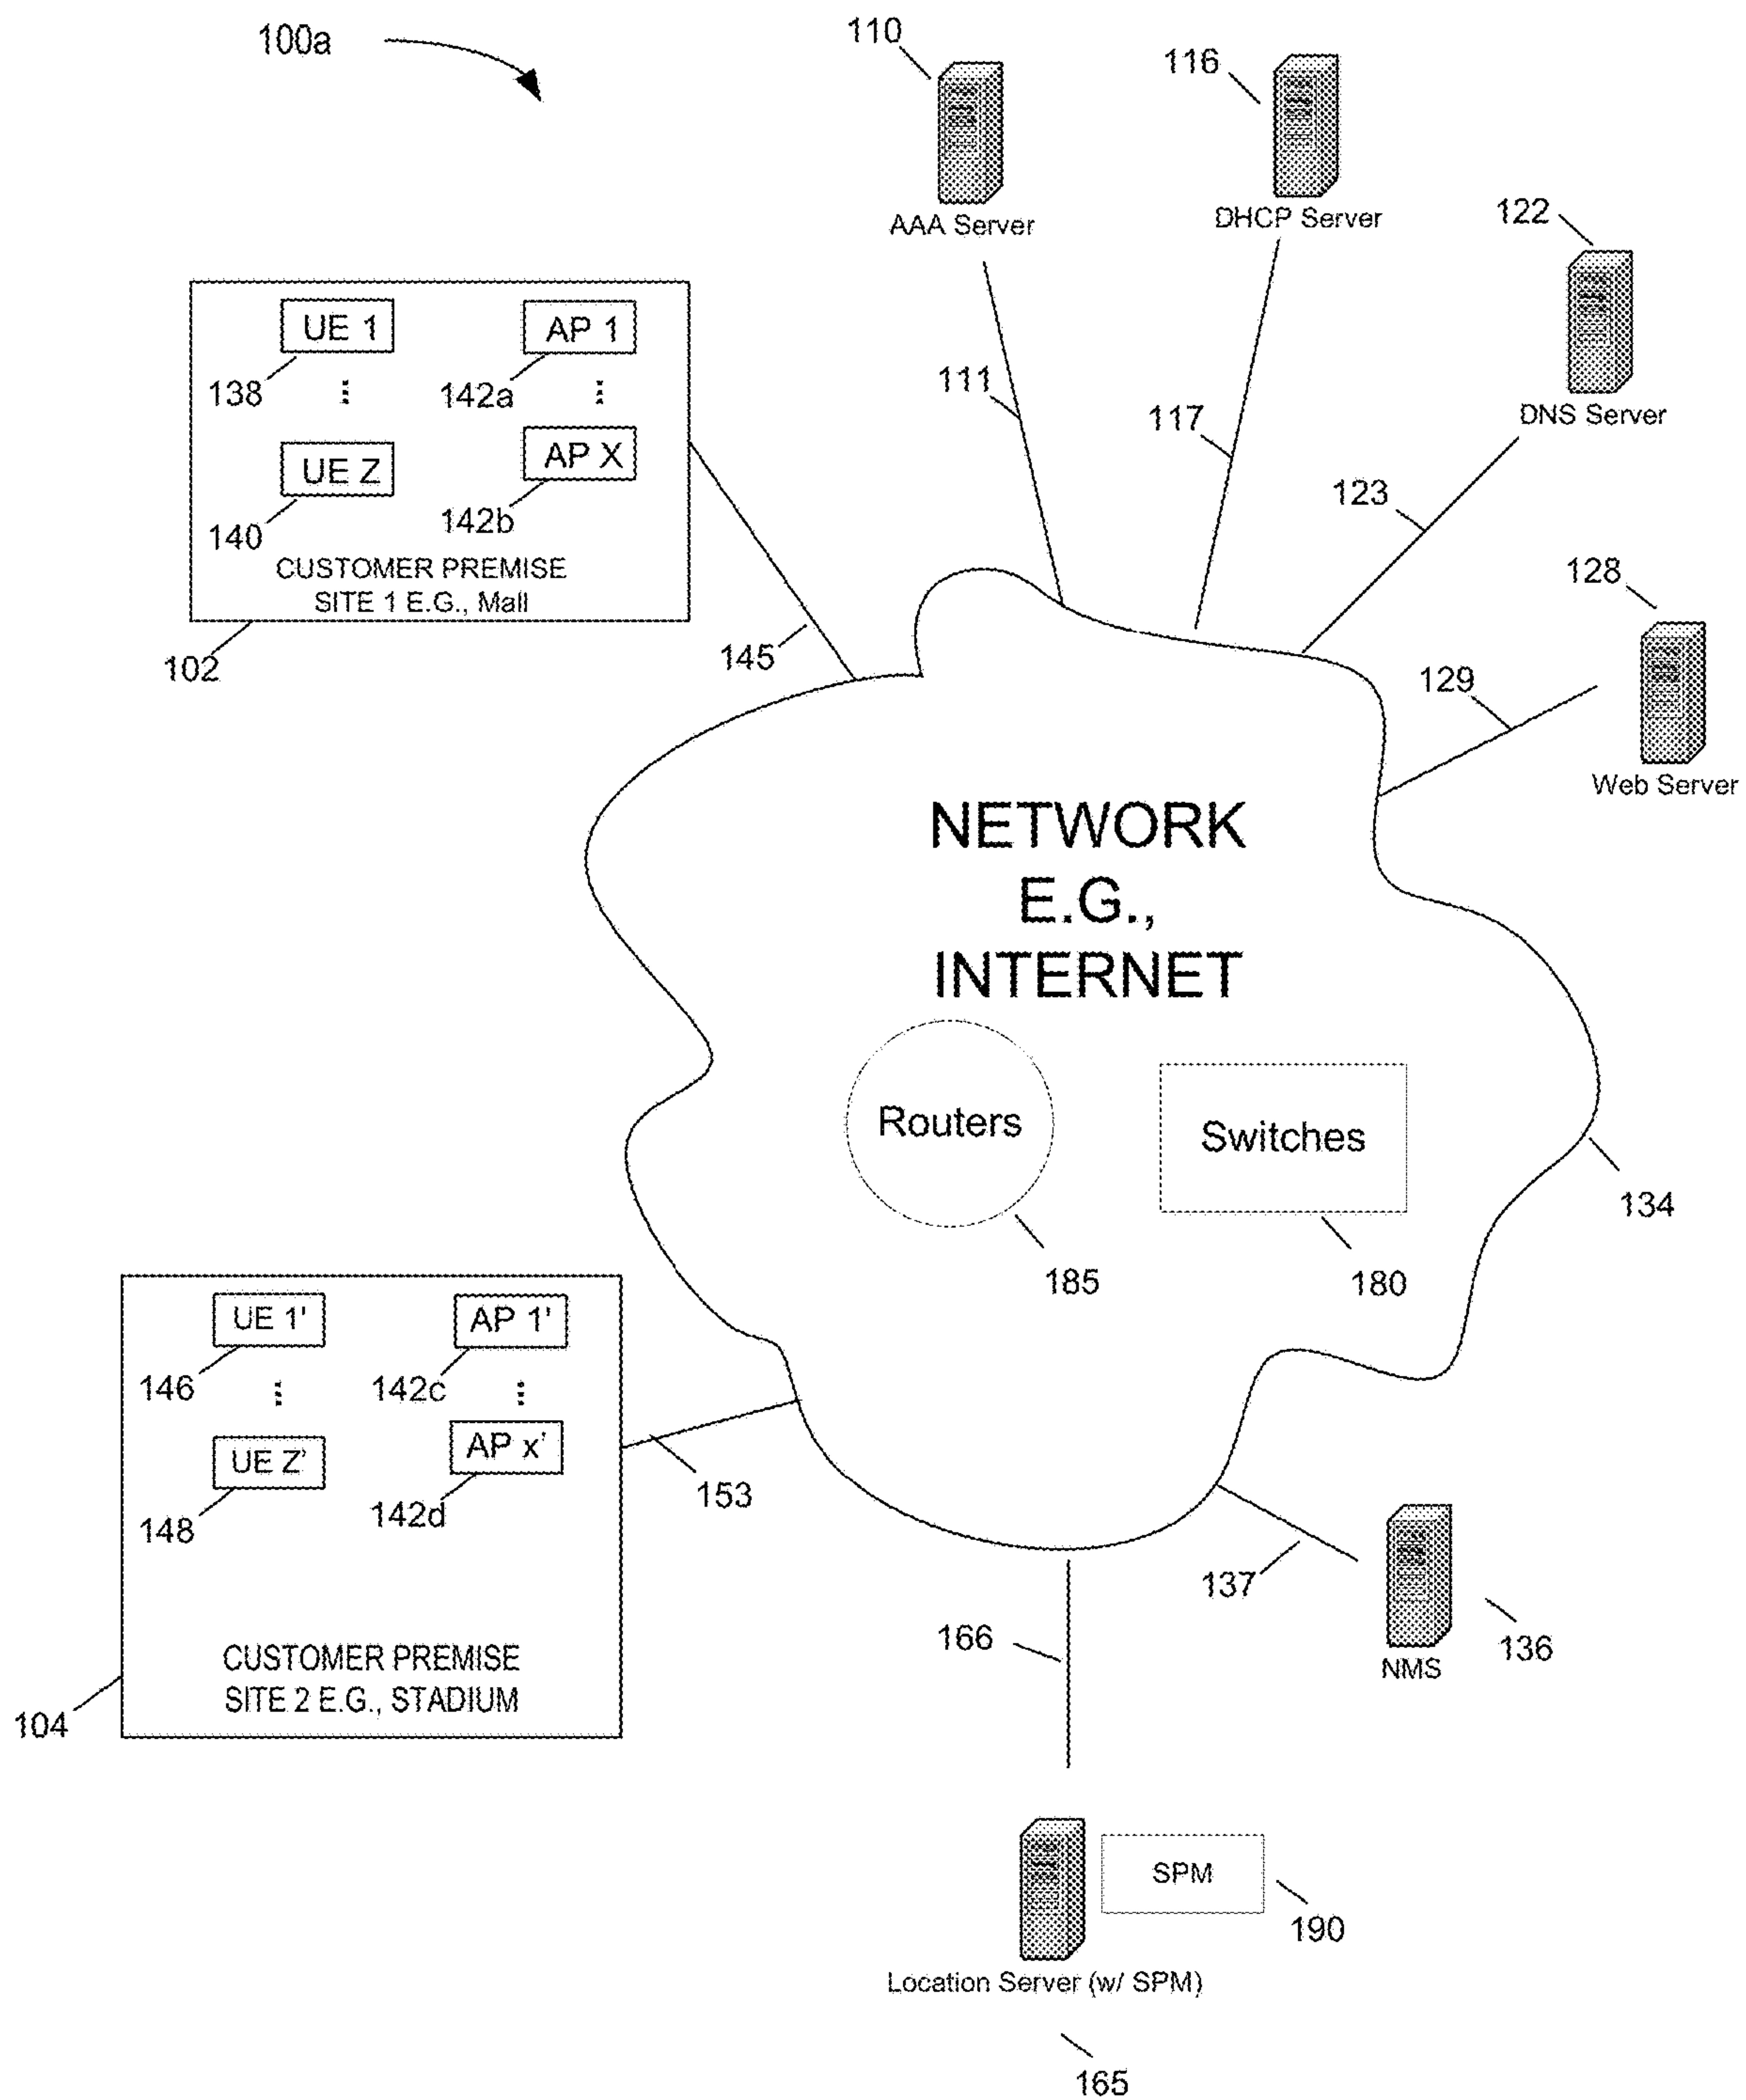 100a
110
116
AAA Server
DHCP Server
122
DNS Server
UE 1
AP 1
138
142a
⋮
⋮
UE Z
AP X
140
142b
CUSTOMER PREMISE
SITE 1 E.G., Mall
102
111
117
123
145
128
129
Web Server
NETWORK
E.G.,
INTERNET
Routers
Switches
185
180
134
UE 1'
AP 1'
146
142c
⋮
⋮
UE Z'
AP x'
148
142d
CUSTOMER PREMISE
SITE 2 E.G., STADIUM
104
153
137
166
136
NMS
SPM
190
Location Server (w/ SPM)
165